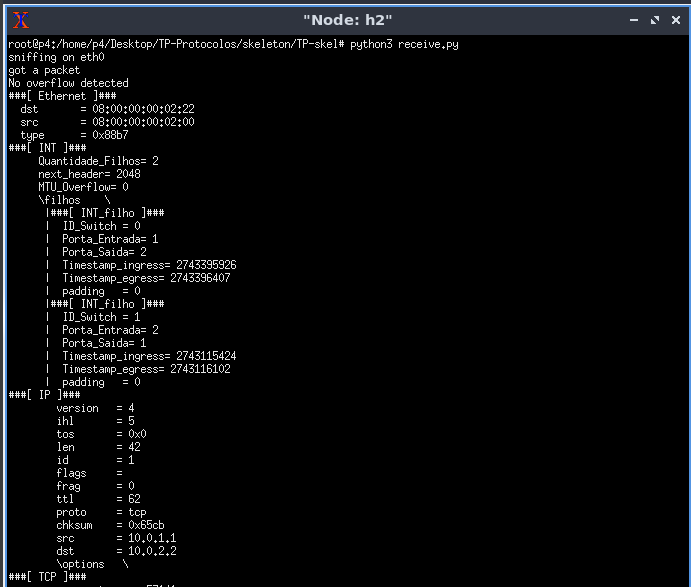 "Node: h2"
root@p4:/home/p4/Desktop/TP-Protocolos/skeleton/TP-skel# python3 receive.py
sniffing on eth0
got a packet
No overflow detected
###[ Ethernet ]###
  dst       = 08:00:00:00:02:22
  src       = 08:00:00:00:02:00
  type      = 0x88b7
###[ INT ]###
     Quantidade_Filhos= 2
     next_header= 2048
     MTU_Overflow= 0
     \filhos    \
      |###[ INT_filho ]###
      |  ID_Switch = 0
      |  Porta_Entrada= 1
      |  Porta_Saida= 2
      |  Timestamp_ingress= 2743395926
      |  Timestamp_egress= 2743396407
      |  padding   = 0
      |###[ INT_filho ]###
      |  ID_Switch = 1
      |  Porta_Entrada= 2
      |  Porta_Saida= 1
      |  Timestamp_ingress= 2743115424
      |  Timestamp_egress= 2743116102
      |  padding   = 0
###[ IP ]###
        version   = 4
        ihl       = 5
        tos       = 0x0
        len       = 42
        id        = 1
        flags     =
        frag      = 0
        ttl       = 62
        proto     = tcp
        chksum    = 0x65cb
        src       = 10.0.1.1
        dst       = 10.0.2.2
        \options   \
###[ TCP ]###